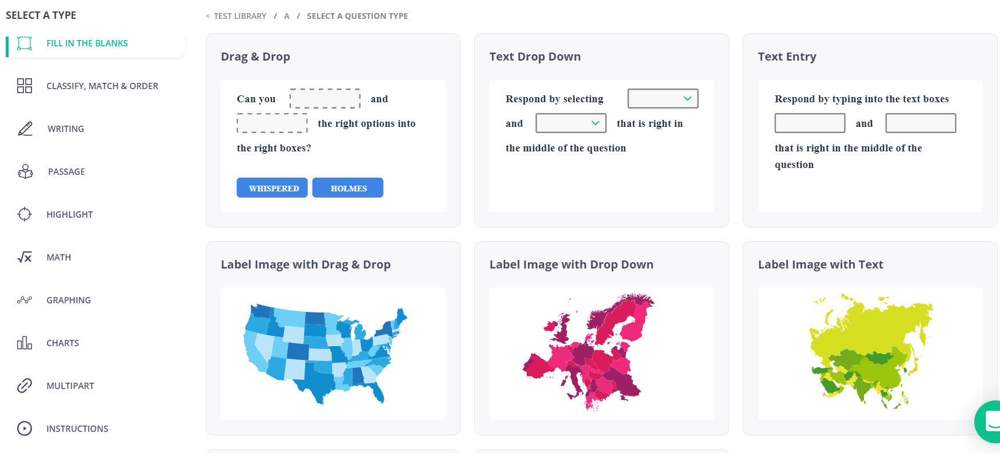 SELECT A TYPE
FILL IN THE BLANKS
CLASSIFY, MATCH & ORDER
WRITING
PASSAGE
HIGHLIGHT
MATH
GRAPHING
CHARTS
MULTIPART
INSTRUCTIONS
< TEST LIBRARY / A / SELECT A QUESTION TYPE
Drag & Drop
Can you and
the right options into
the right boxes?
WHISPERED HOLMES
Text Drop Down
Respond by selecting
and that is right in
the middle of the question
Text Entry
Respond by typing into the text boxes
and
that is right in the middle of the
question
Label Image with Drag & Drop
Label Image with Drop Down
Label Image with Text